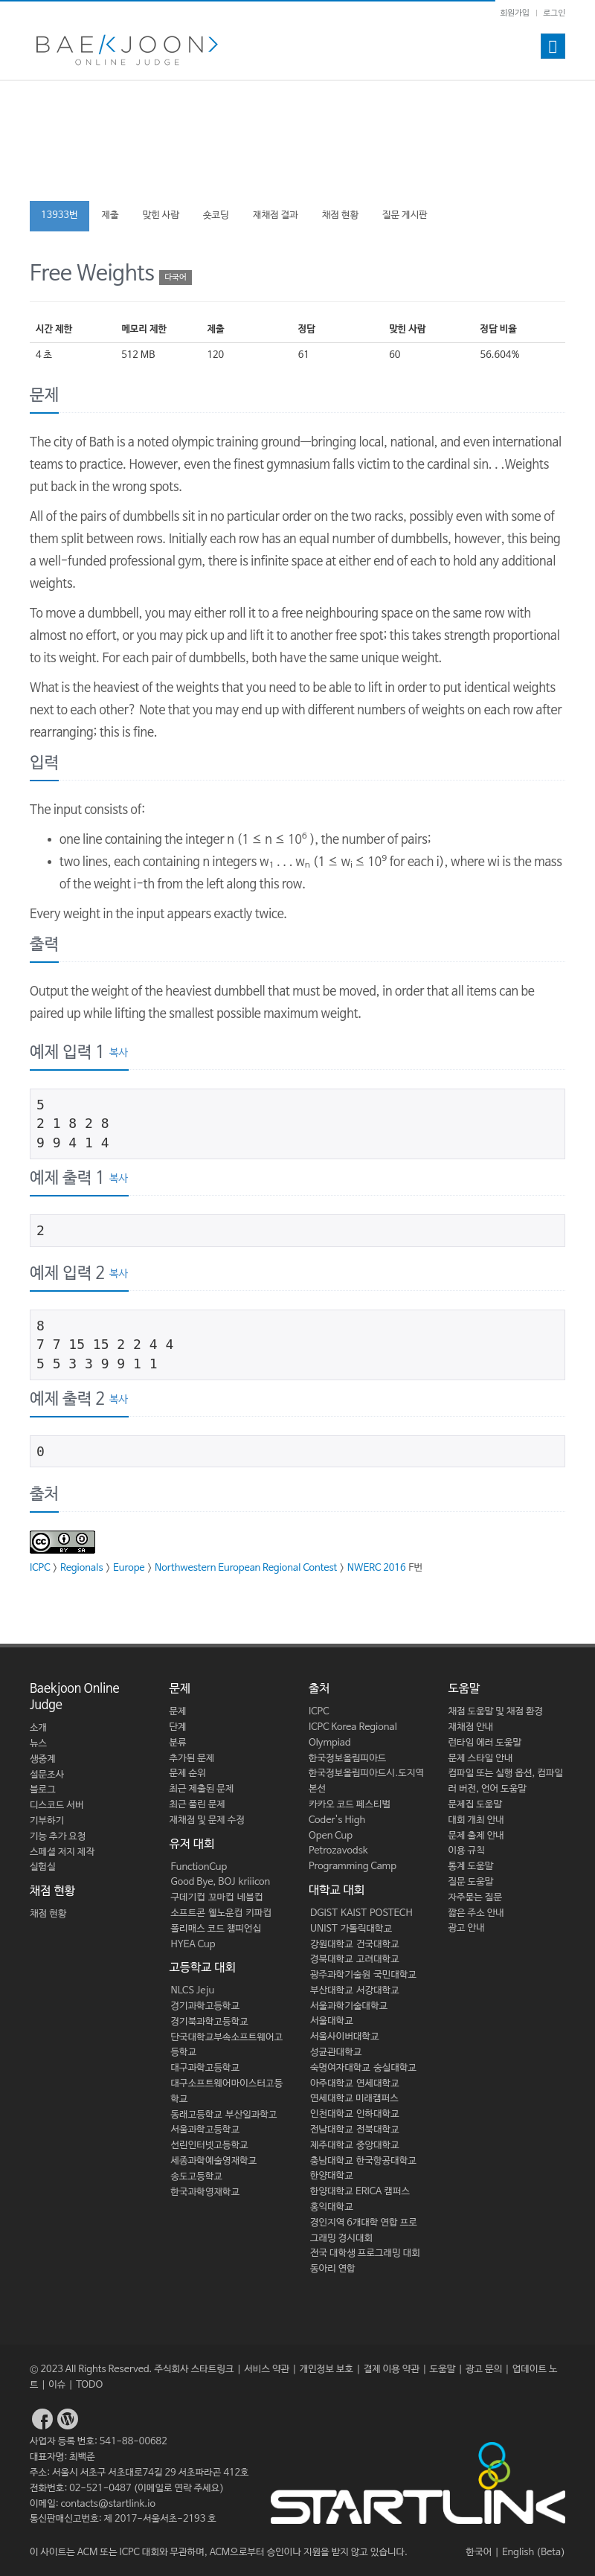 회원가입 | 로그인
BAEKJOON
ONLINE JUDGE
13933번 제출 맞힌 사람 숏코딩 재채점 결과 채점 현황 질문 게시판
Free Weights 다국어
시간 제한 메모리 제한 제출 정답 맞힌 사람 정답 비율
4 초 512 MB 120 61 60 56.604%
문제
The city of Bath is a noted olympic training ground—bringing local, national, and even international
teams to practice. However, even the finest gymnasium falls victim to the cardinal sin. . .Weights
put back in the wrong spots.
All of the pairs of dumbbells sit in no particular order on the two racks, possibly even with some of
them split between rows. Initially each row has an equal number of dumbbells, however, this being
a well-funded professional gym, there is infinite space at either end of each to hold any additional
weights.
To move a dumbbell, you may either roll it to a free neighbouring space on the same row with
almost no effort, or you may pick up and lift it to another free spot; this takes strength proportional
to its weight. For each pair of dumbbells, both have the same unique weight.
What is the heaviest of the weights that you need to be able to lift in order to put identical weights
next to each other? Note that you may end up with different numbers of weights on each row after
rearranging; this is fine.
입력
The input consists of:
• one line containing the integer n (1 ≤ n ≤ 10⁶ ), the number of pairs;
• two lines, each containing n integers w₁ . . . wₙ (1 ≤ wᵢ ≤ 10⁹ for each i), where wi is the mass
of the weight i-th from the left along this row.
Every weight in the input appears exactly twice.
출력
Output the weight of the heaviest dumbbell that must be moved, in order that all items can be
paired up while lifting the smallest possible maximum weight.
예제 입력 1 복사
5
2 1 8 2 8
9 9 4 1 4
예제 출력 1 복사
2
예제 입력 2 복사
8
7 7 15 15 2 2 4 4
5 5 3 3 9 9 1 1
예제 출력 2 복사
0
출처
cc BY SA
ICPC > Regionals > Europe > Northwestern European Regional Contest > NWERC 2016 F번
Baekjoon Online
Judge
소개
뉴스
생중계
설문조사
블로그
디스코드 서버
기부하기
기능 추가 요청
스페셜 저지 제작
실험실
채점 현황
채점 현황
문제
문제
단계
분류
추가된 문제
문제 순위
최근 제출된 문제
최근 풀린 문제
재채점 및 문제 수정
유저 대회
FunctionCup
Good Bye, BOJ kriiicon
구데기컵 꼬마컵 네블컵
소프트콘 웰노운컵 키파컵
폴리매스 코드 챔피언십
HYEA Cup
고등학교 대회
NLCS Jeju
경기과학고등학교
경기북과학고등학교
단국대학교부속소프트웨어고
등학교
대구과학고등학교
대구소프트웨어마이스터고등
학교
동래고등학교 부산일과학고
서울과학고등학교
선린인터넷고등학교
세종과학예술영재학교
송도고등학교
한국과학영재학교
출처
ICPC
ICPC Korea Regional
Olympiad
한국정보올림피아드
한국정보올림피아드시.도지역
본선
카카오 코드 페스티벌
Coder's High
Open Cup
Petrozavodsk
Programming Camp
대학교 대회
DGIST KAIST POSTECH
UNIST 가톨릭대학교
강원대학교 건국대학교
경북대학교 고려대학교
광주과학기술원 국민대학교
부산대학교 서강대학교
서울과학기술대학교
서울대학교
서울사이버대학교
성균관대학교
숙명여자대학교 숭실대학교
아주대학교 연세대학교
연세대학교 미래캠퍼스
인천대학교 인하대학교
전남대학교 전북대학교
제주대학교 중앙대학교
충남대학교 한국항공대학교
한양대학교
한양대학교 ERICA 캠퍼스
홍익대학교
경인지역 6개대학 연합 프로
그래밍 경시대회
전국 대학생 프로그래밍 대회
동아리 연합
도움말
채점 도움말 및 채점 환경
재채점 안내
런타임 에러 도움말
문제 스타일 안내
컴파일 또는 실행 옵션, 컴파일
러 버전, 언어 도움말
문제집 도움말
대회 개최 안내
문제 출제 안내
이용 규칙
통계 도움말
질문 도움말
자주묻는 질문
짧은 주소 안내
광고 안내
© 2023 All Rights Reserved. 주식회사 스타트링크 | 서비스 약관 | 개인정보 보호 | 결제 이용 약관 | 도움말 | 광고 문의 | 업데이트 노
트 | 이슈 | TODO
사업자 등록 번호: 541-88-00682
대표자명: 최백준
주소: 서울시 서초구 서초대로74길 29 서초파라곤 412호
전화번호: 02-521-0487 (이메일로 연락 주세요)
이메일: contacts@startlink.io
통신판매신고번호: 제 2017-서울서초-2193 호
STARTLINK
이 사이트는 ACM 또는 ICPC 대회와 무관하며, ACM으로부터 승인이나 지원을 받지 않고 있습니다.
한국어 | English (Beta)